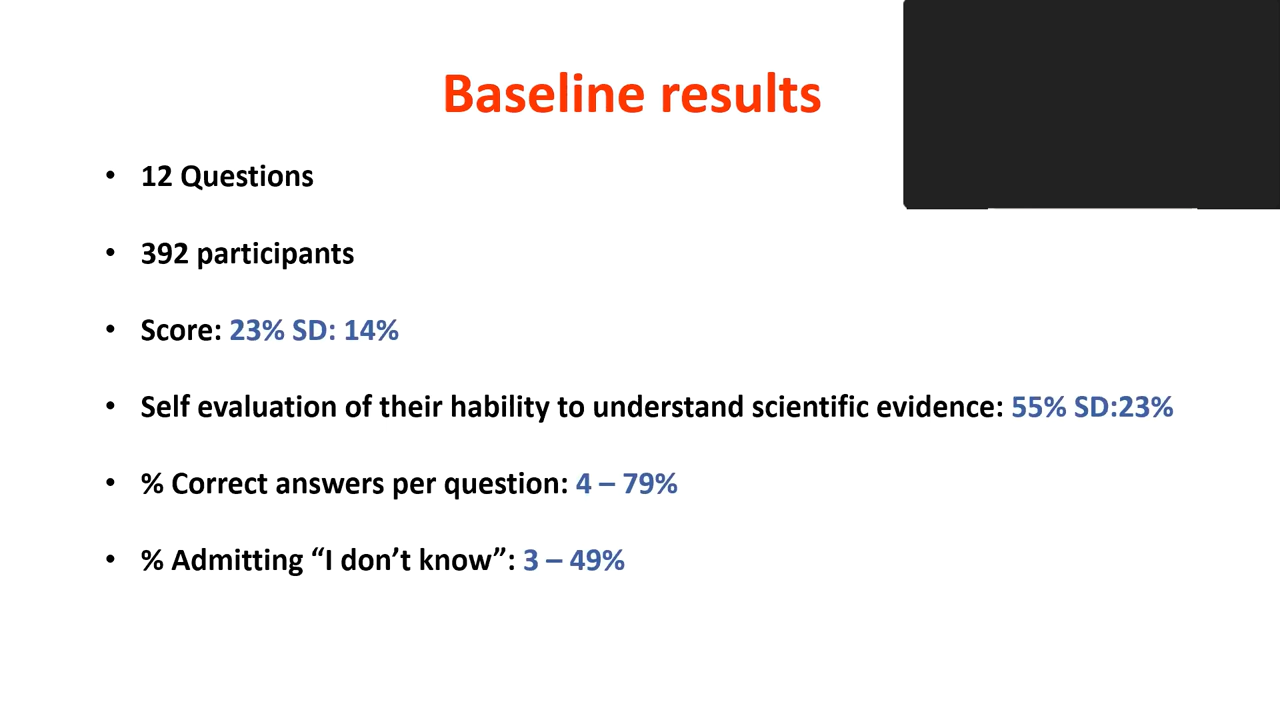 Baseline results
• 12 Questions
• 392 participants
• Score: 23% SD: 14%
• Self evaluation of their hability to understand scientific evidence: 55% SD:23%
• % Correct answers per question: 4 – 79%
• % Admitting “I don’t know”: 3 – 49%